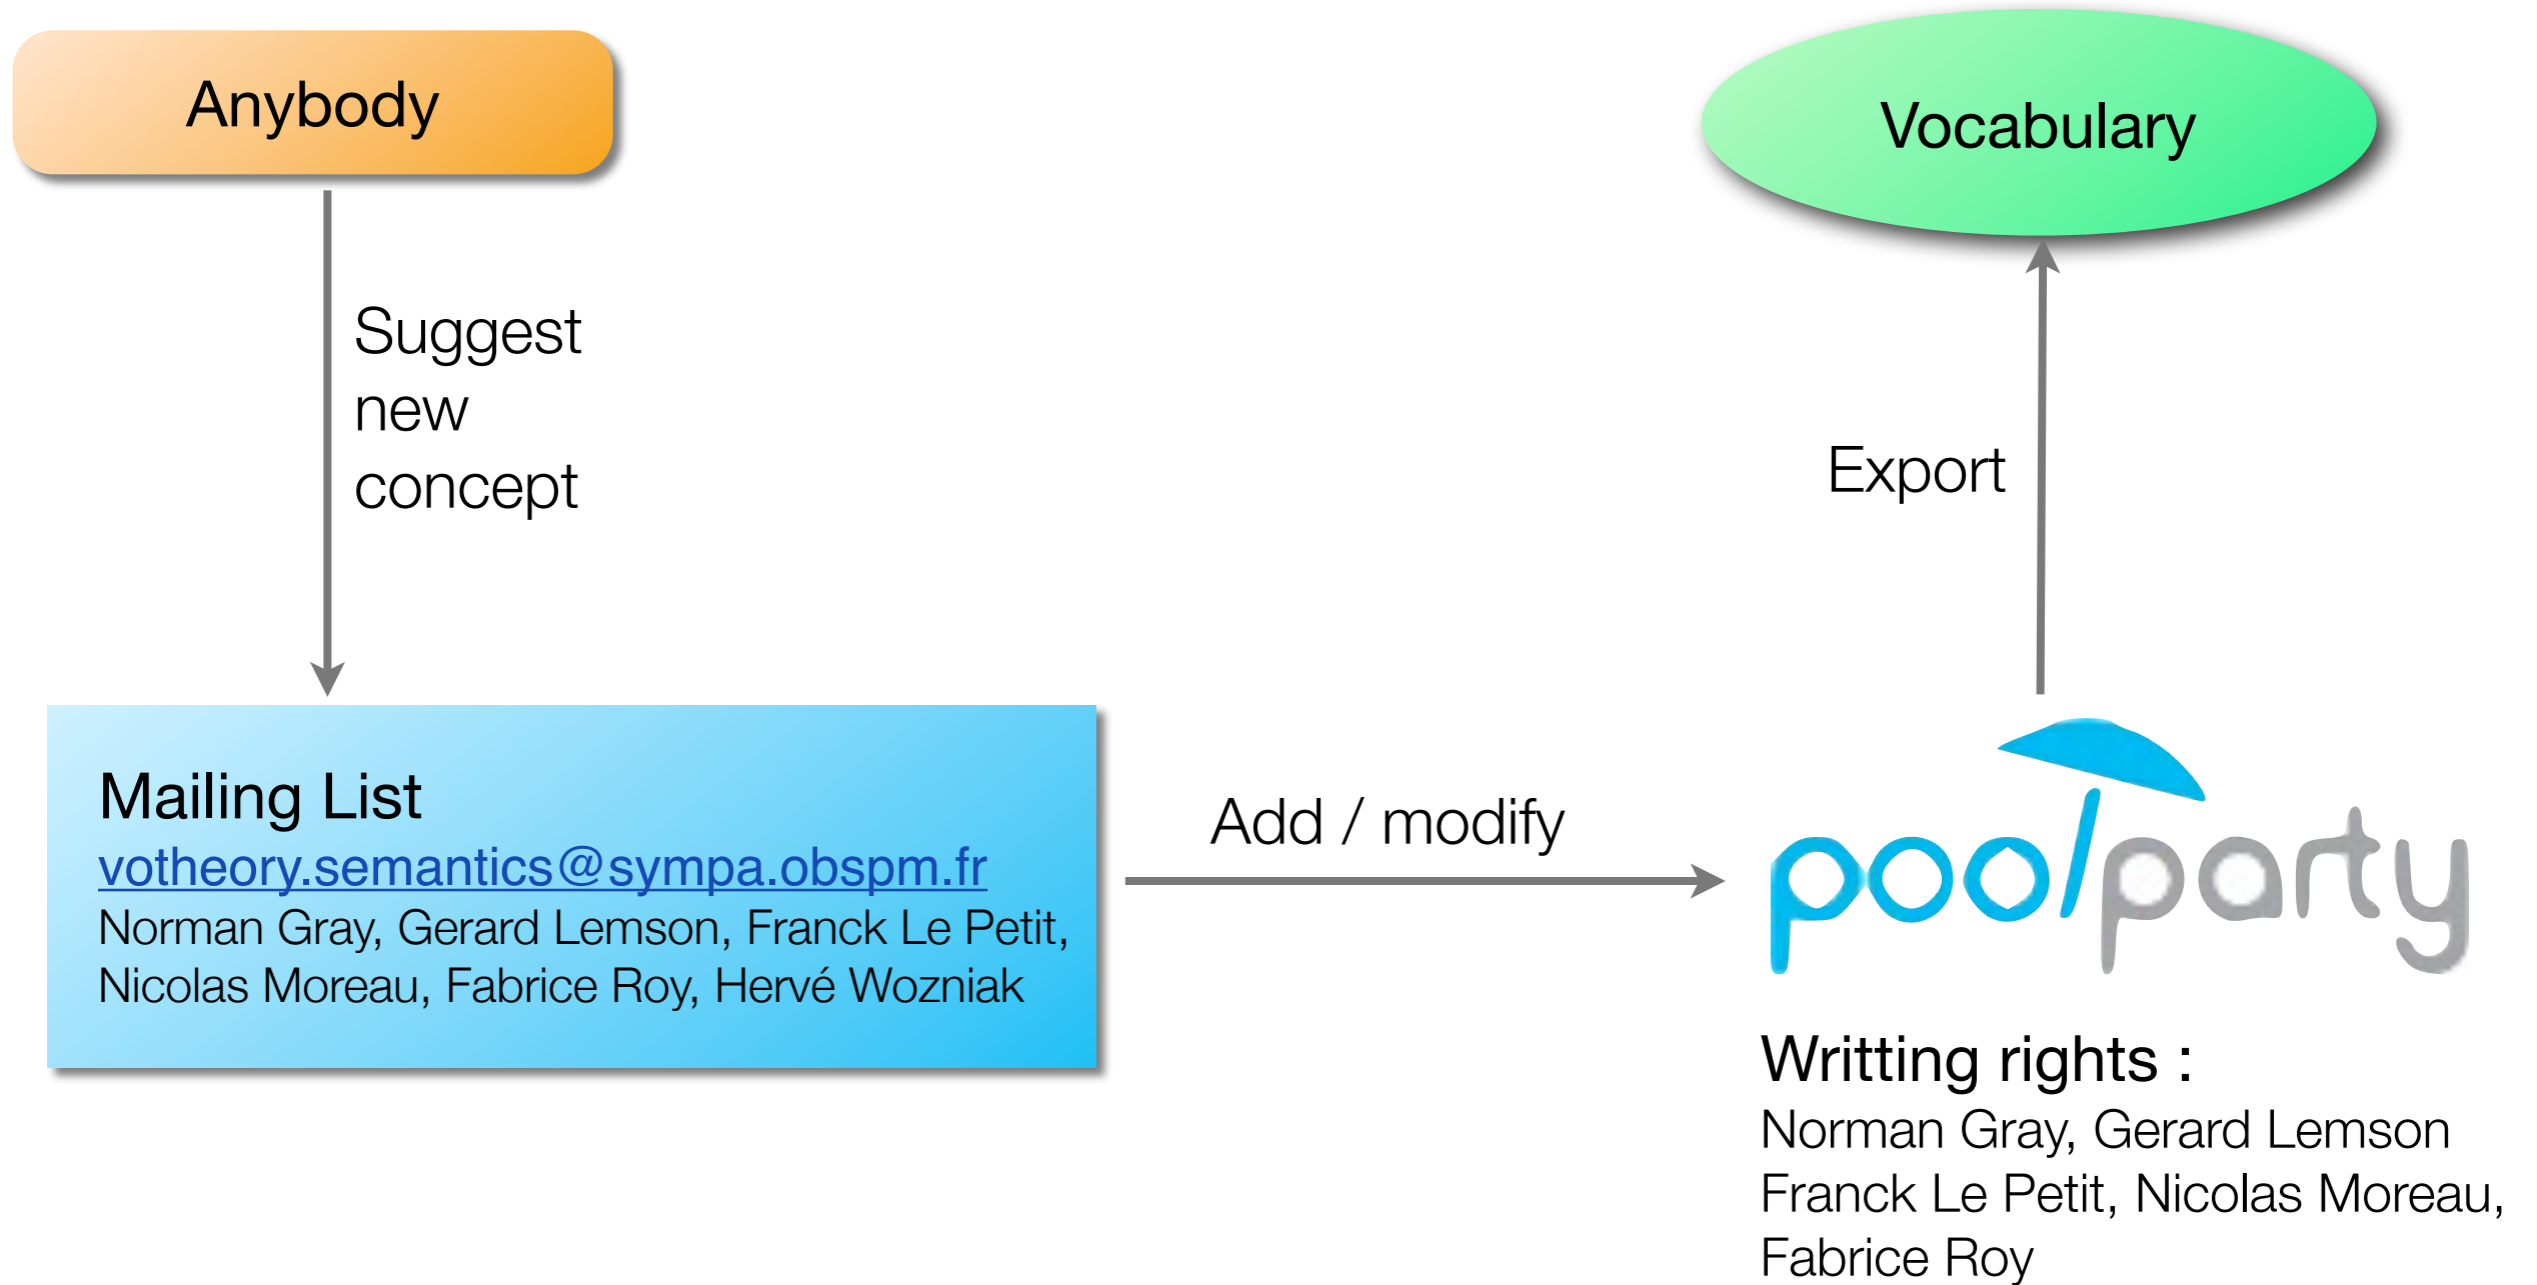 Anybody
Vocabulary
Suggest
new
concept
Export
Mailing List
votheory.semantics@sympa.obspm.fr
Norman Gray, Gerard Lemson, Franck Le Petit,
Nicolas Moreau, Fabrice Roy, Hervé Wozniak
Add / modify
poolparty
Writting rights :
Norman Gray, Gerard Lemson
Franck Le Petit, Nicolas Moreau,
Fabrice Roy